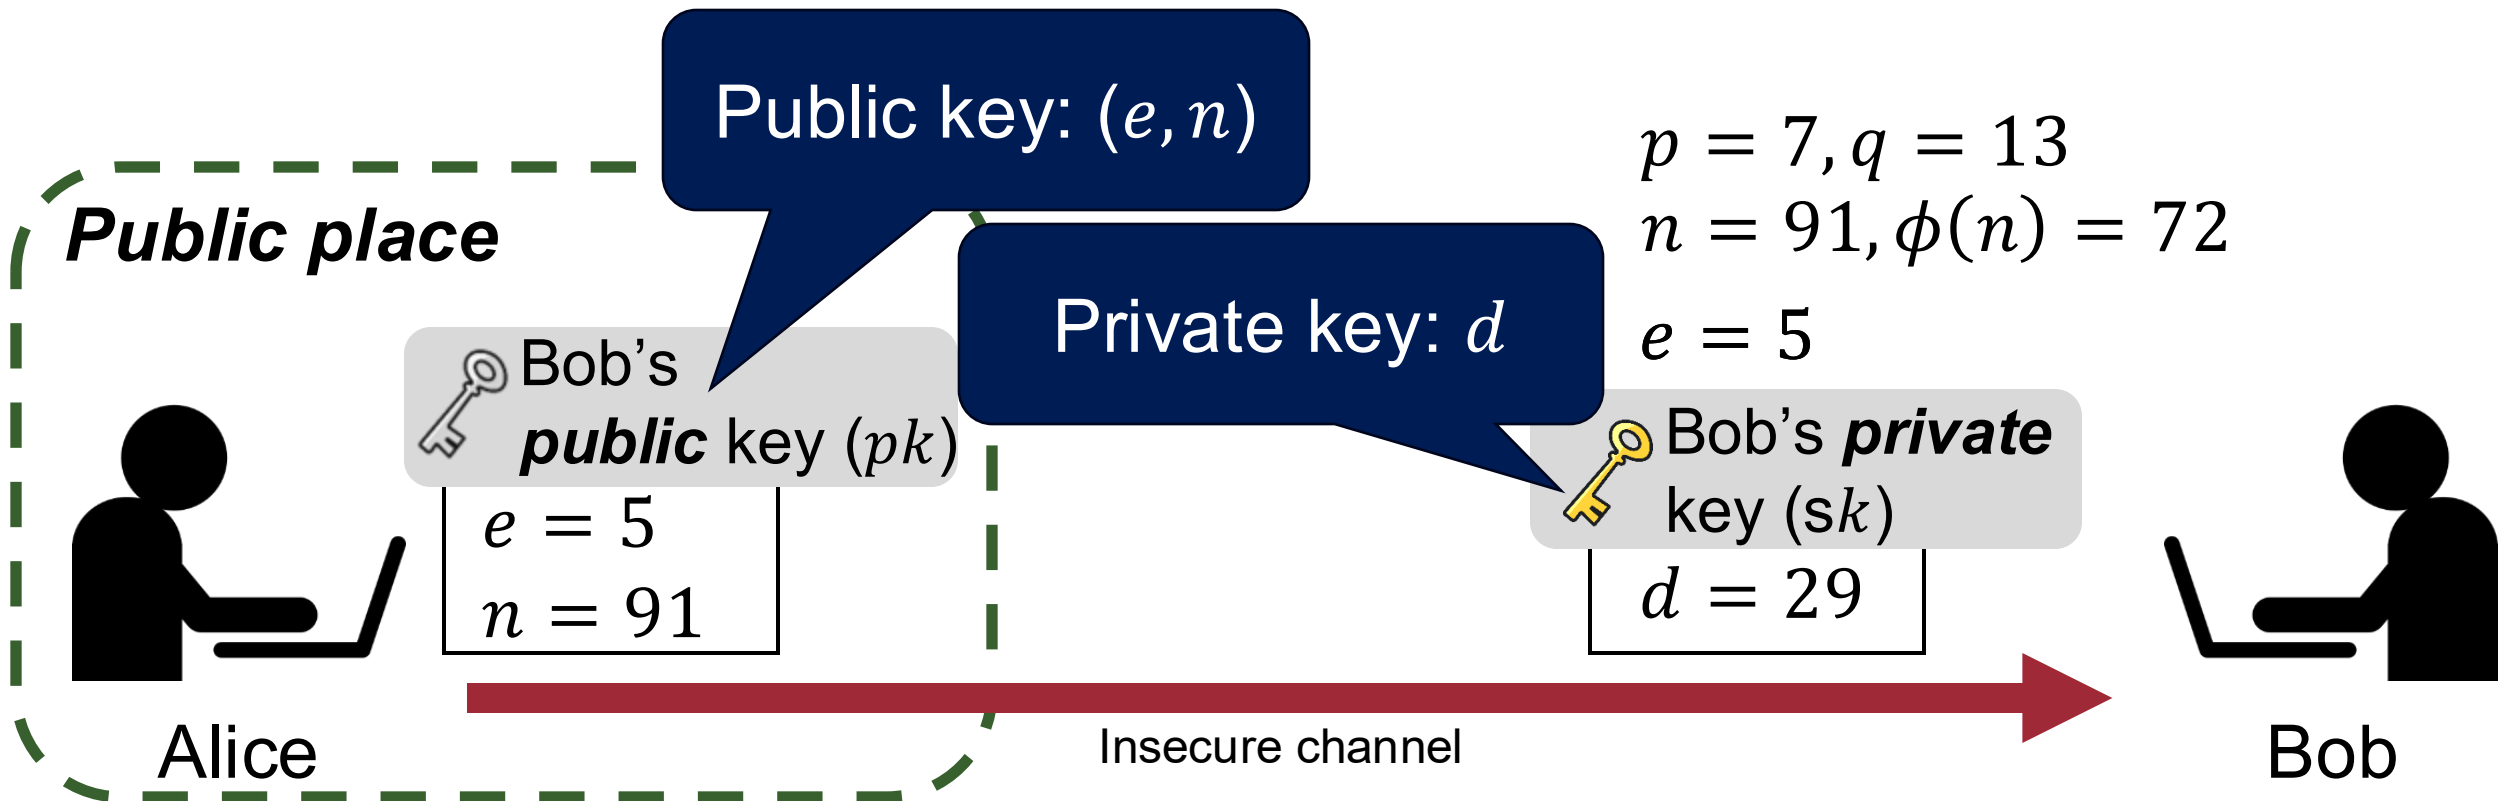 Public key: (e, n)
p = 7, q = 13
n = 91, ϕ(n) = 72
e = 5
Public place
Private key: d
Bob’s
public key (pk)
e = 5
n = 91
Bob’s private
key (sk)
d = 29
Insecure channel
Alice
Bob